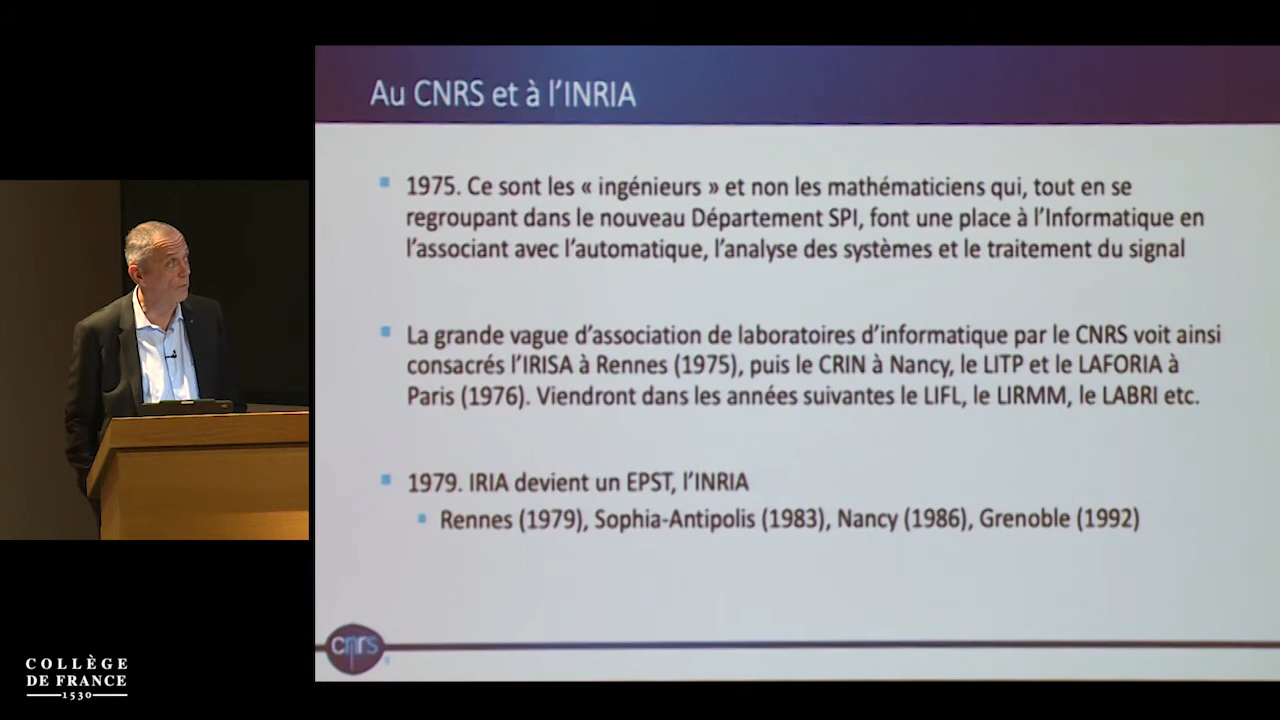 Au CNRS et à l'INRIA
1975. Ce sont les « ingénieurs » et non les mathématiciens qui, tout en se
regroupant dans le nouveau Département SPI, font une place à l'Informatique en
l'associant avec l'automatique, l'analyse des systèmes et le traitement du signal
La grande vague d'association de laboratoires d'informatique par le CNRS voit ainsi
consacrés l'IRISA à Rennes (1975), puis le CRIN à Nancy, le LITP et le LAFORIA à
Paris (1976). Viendront dans les années suivantes le LIFL, le LIRMM, le LABRI etc.
1979. IRIA devient un EPST, l'INRIA
Rennes (1979), Sophia-Antipolis (1983), Nancy (1986), Grenoble (1992)
cnrs
COLLÈGE
DE FRANCE
1530